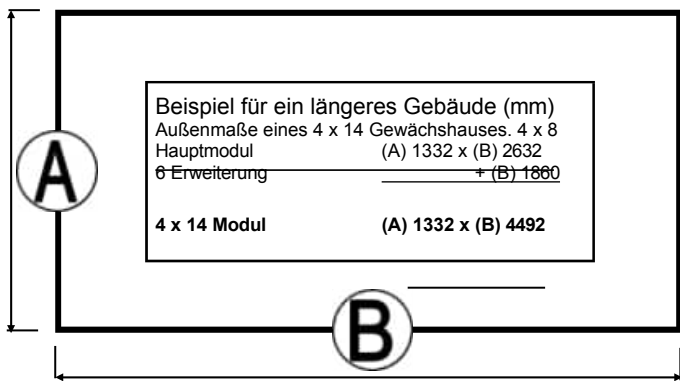 Beispiel für ein längeres Gebäude (mm)
Außenmaße eines 4 x 14 Gewächshauses. 4 x 8
Hauptmodul (A) 1332 x (B) 2632
6 Erweiterung + (B) 1860
4 x 14 Modul (A) 1332 x (B) 4492
A
B